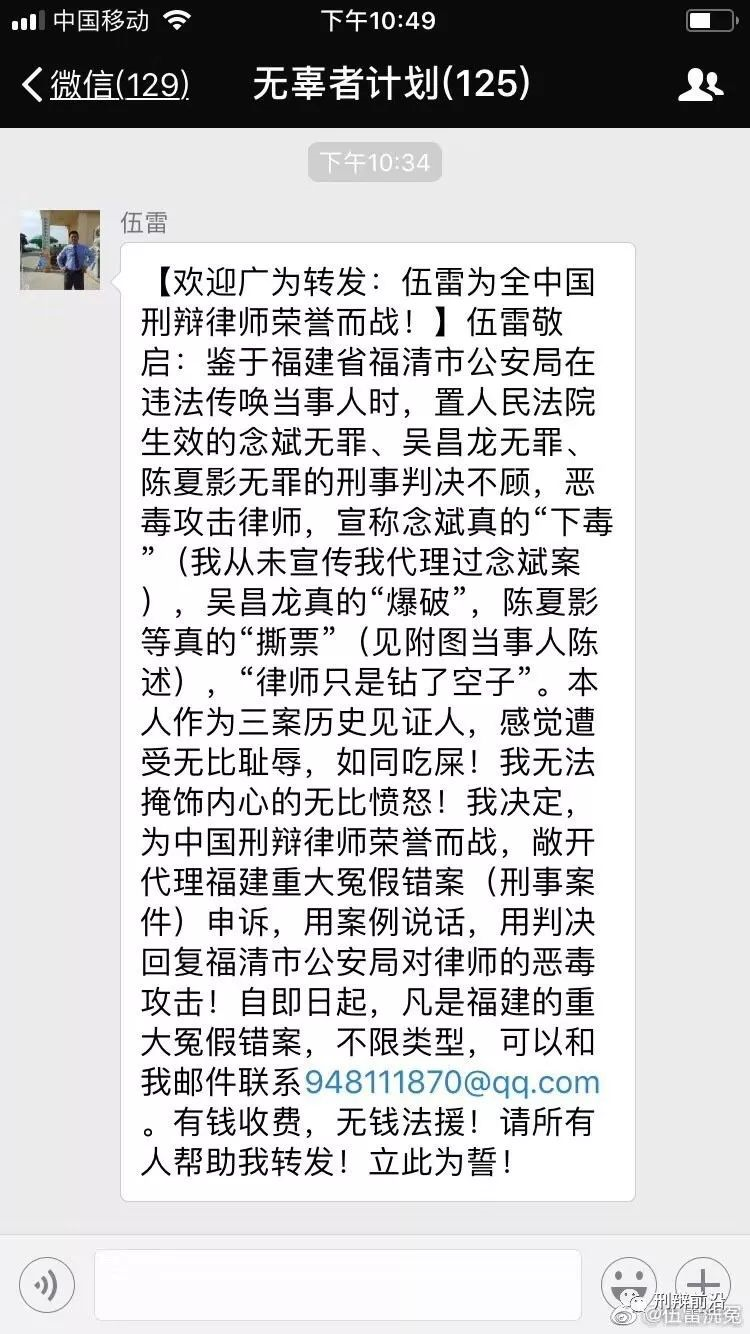 中国移动
下午10:49
微信(129)
无辜者计划(125)
下午10:34
伍雷
【欢迎广为转发：伍雷为全中国
刑辩律师荣誉而战！】伍雷敬
启：鉴于福建省福清市公安局在
违法传唤当事人时，置人民法院
生效的念斌无罪、吴昌龙无罪、
陈夏影无罪的刑事判决不顾，恶
毒攻击律师，宣称念斌真的“下毒
”（我从未宣传我代理过念斌案
），吴昌龙真的“爆破”，陈夏影
等真的“撕票”（见附图当事人陈
述），“律师只是钻了空子”。本
人作为三案历史见证人，感觉遭
受无比耻辱，如同吃屎！我无法
掩饰内心的无比愤怒！我决定，
为中国刑辩律师荣誉而战，敞开
代理福建重大冤假错案（刑事案
件）申诉，用案例说话，用判决
回复福清市公安局对律师的恶毒
攻击！自即日起，凡是福建的重
大冤假错案，不限类型，可以和
我邮件联系948111870@qq.com
。有钱收费，无钱法援！请所有
人帮助我转发！立此为誓！
刑辩前沿
@伍雷洗冤